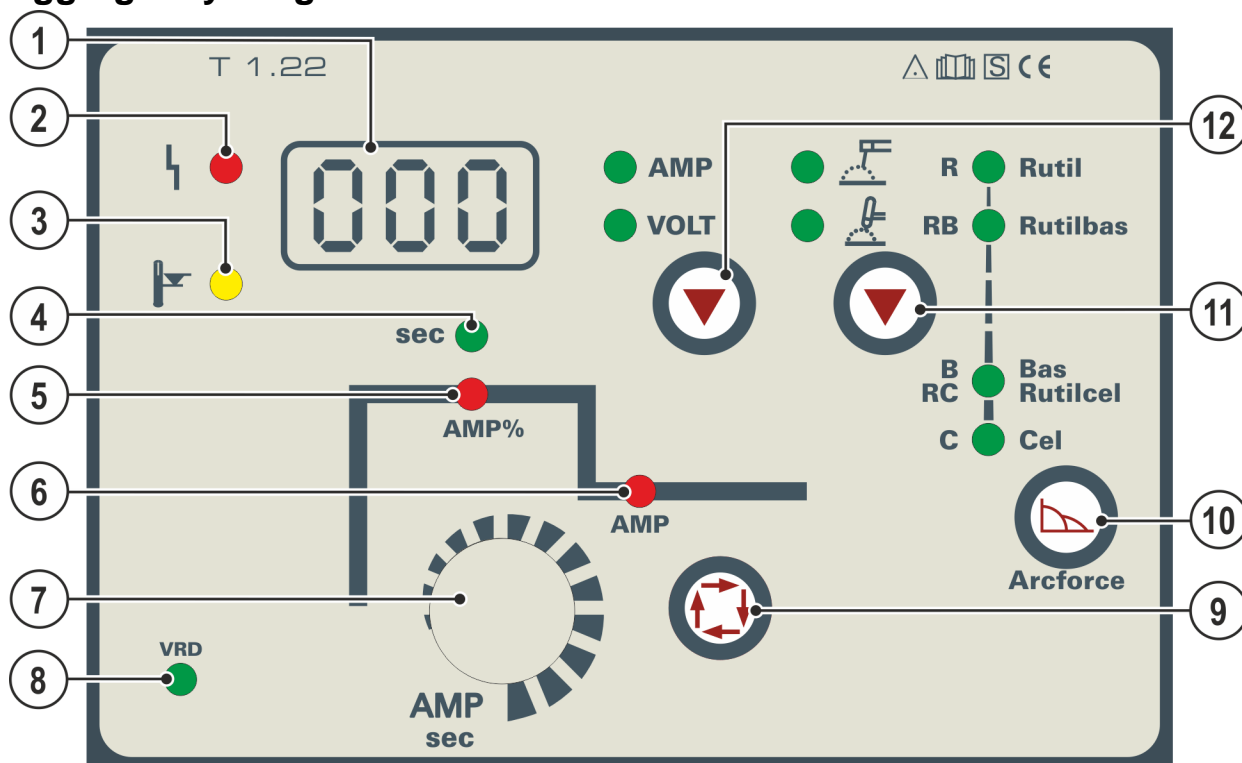 1
T 1.22
S CE
2
000
12
AMP
R Rutil
3
VOLT
RB Rutilbas
4
sec
11
5
AMP%
B Bas
RC Rutilcel
C Cel
6
AMP
10
Arcforce
7
9
VRD
8
AMP
sec